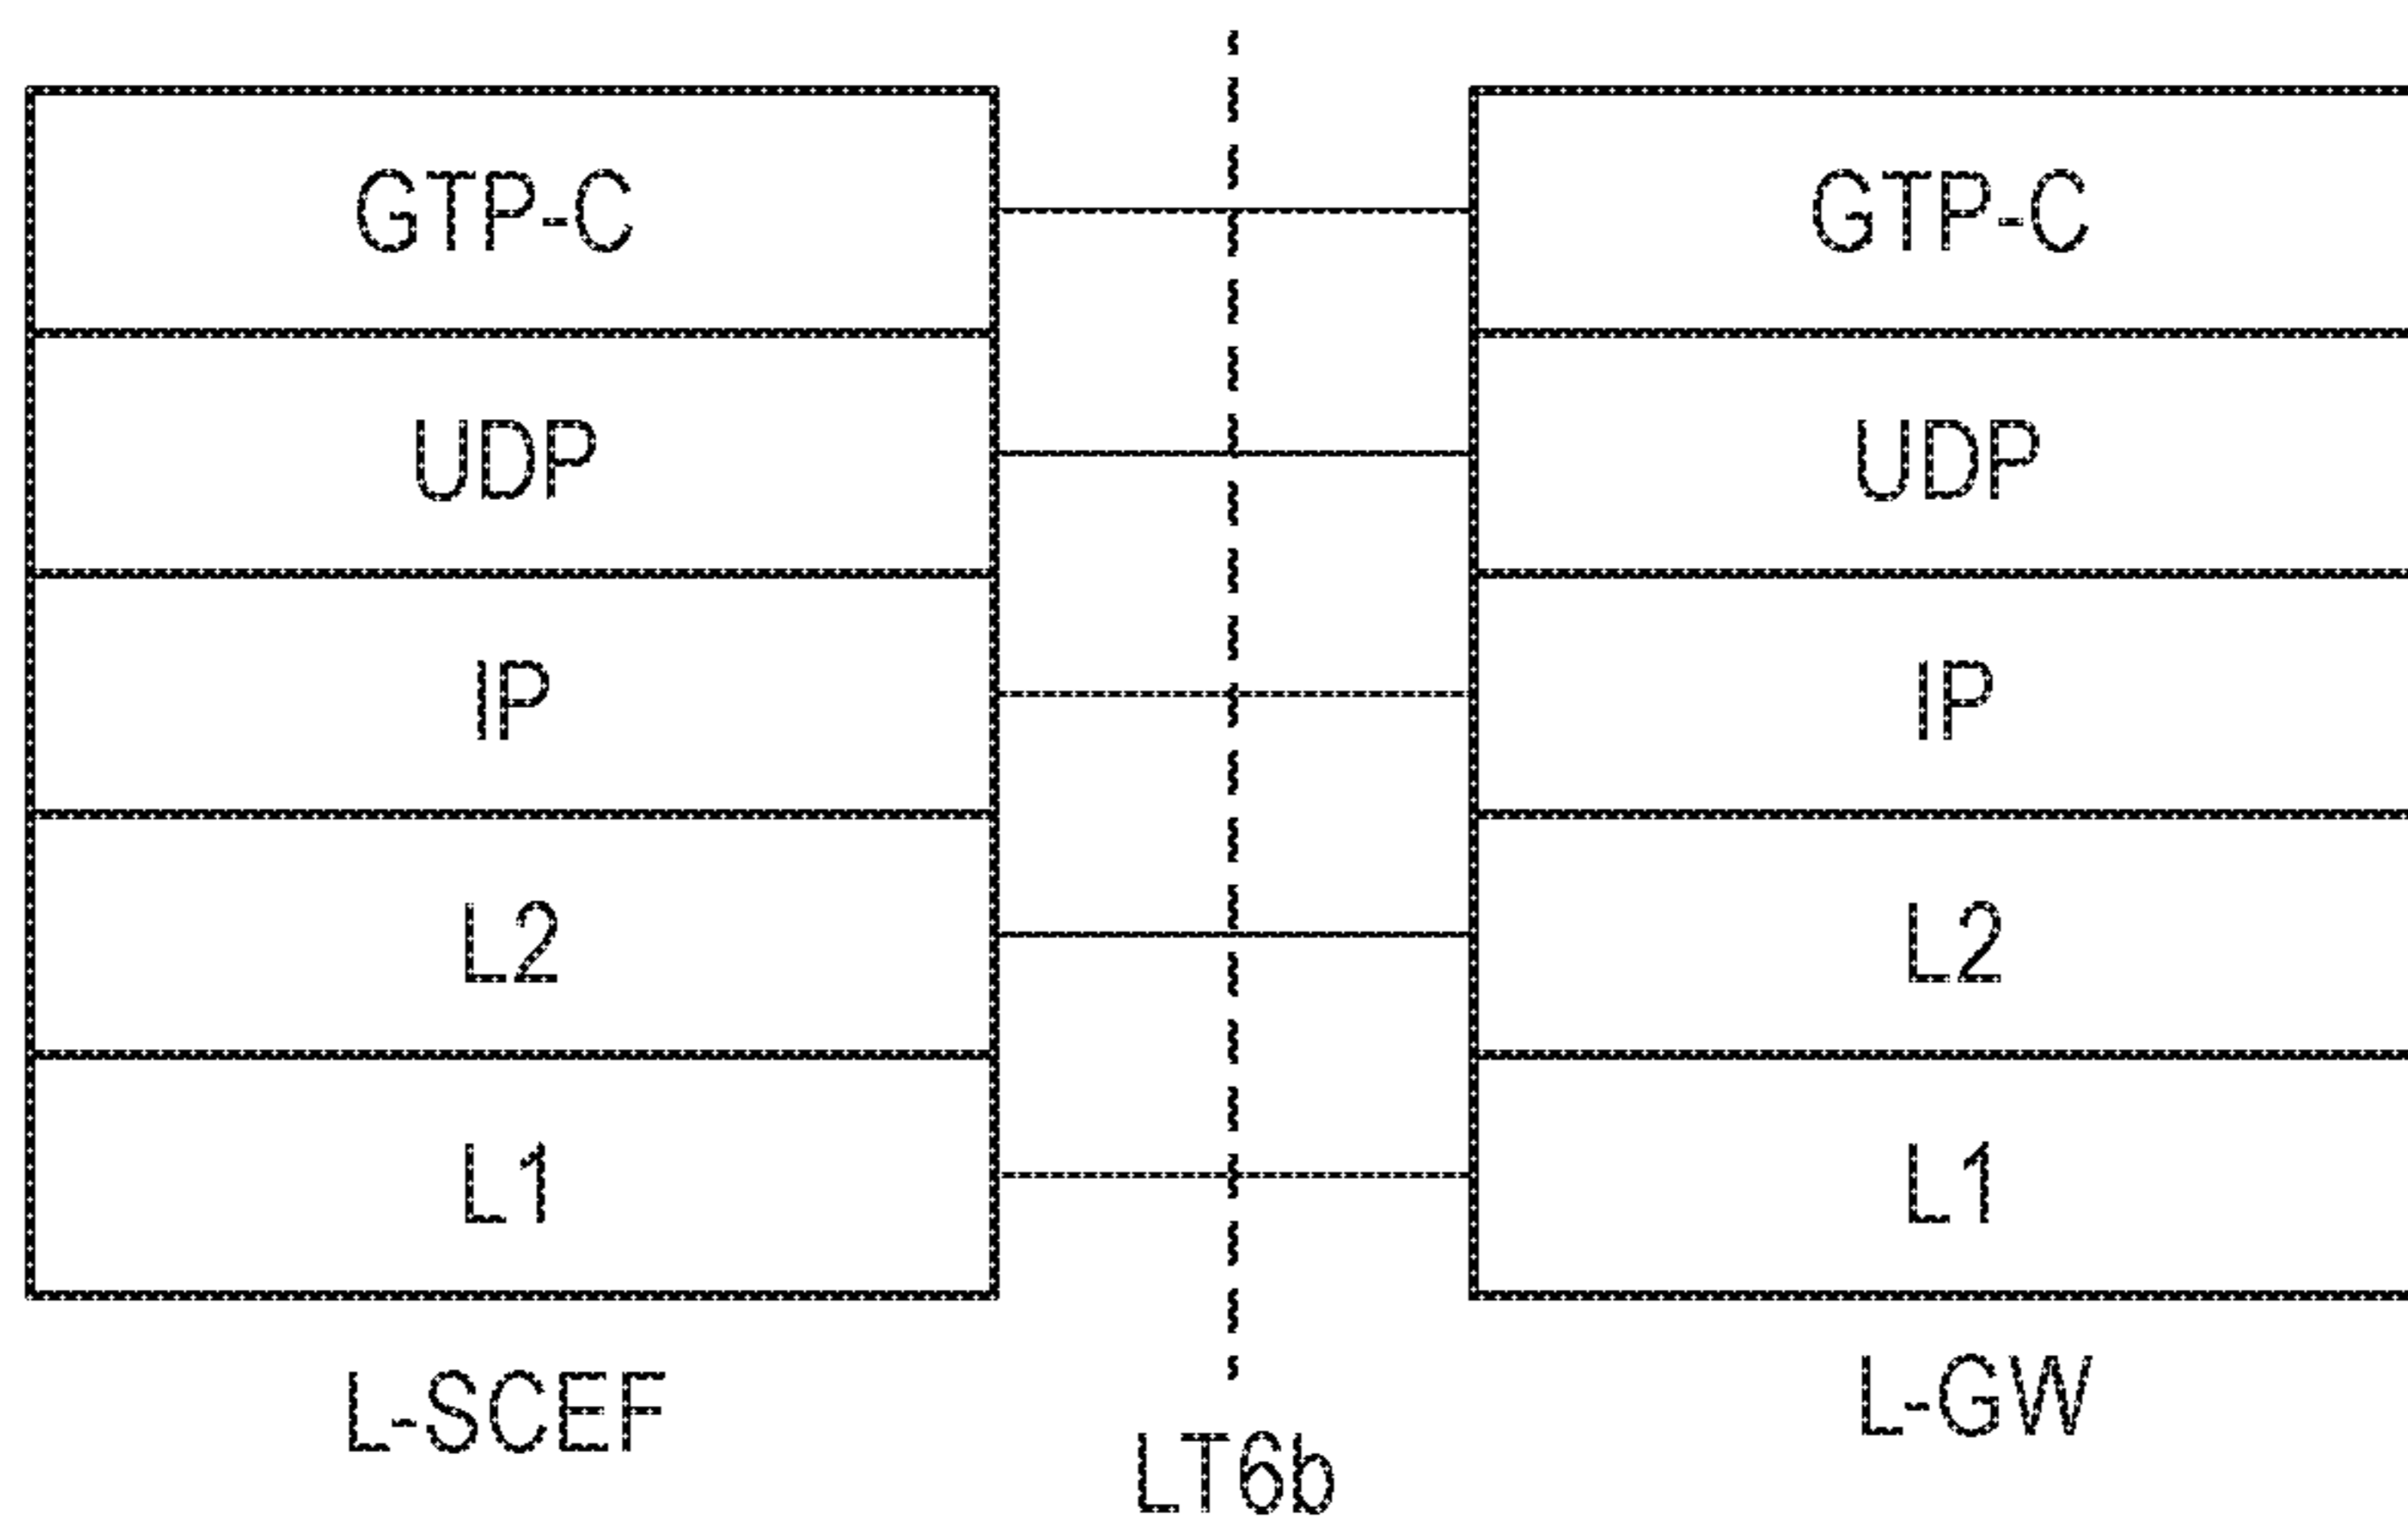 GTP-C GTP-C
UDP UDP
IP IP
L2 L2
L1 L1
L-SCEF L-GW
LT6b